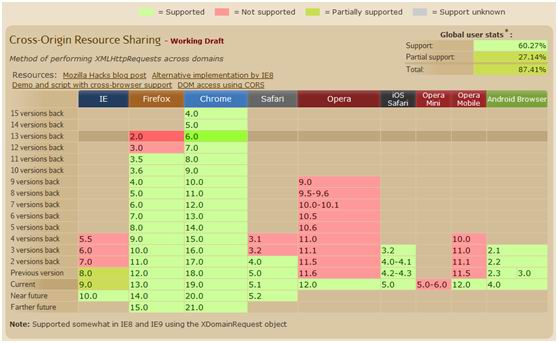 = Supported = Not supported = Partially supported = Support unknown
Cross-Origin Resource Sharing - Working Draft
Global user stats*:
Support: 60.27%
Partial support: 27.14%
Total: 87.41%
Method of performing XMLHttpRequests across domains
Resources: Mozilla Hacks blog post Alternative implementation by IE8
Demo and script with cross-browser support DOM access using CORS
IE Firefox Chrome Safari Opera iOS Safari Opera Mini Opera Mobile Android Browser
15 versions back 4.0
14 versions back 5.0
13 versions back 2.0 6.0
12 versions back 3.0 7.0
11 versions back 3.5 8.0
10 versions back 3.6 9.0
9 versions back 4.0 10.0 9.0
8 versions back 5.0 11.0 9.5-9.6
7 versions back 6.0 12.0 10.0-10.1
6 versions back 7.0 13.0 10.5
5 versions back 8.0 14.0 10.6
4 versions back 5.5 9.0 15.0 3.1 11.0 10.0
3 versions back 6.0 10.0 16.0 3.2 11.1 3.2 11.0 2.1
2 versions back 7.0 11.0 17.0 4.0 11.5 4.0-4.1 11.1 2.2
Previous version 8.0 12.0 18.0 5.0 11.6 4.2-4.3 11.5 2.3 3.0
Current 9.0 13.0 19.0 5.1 12.0 5.0 5.0-6.0 12.0 4.0
Near future 10.0 14.0 20.0 5.2
Farther future 15.0 21.0
Note: Supported somewhat in IE8 and IE9 using the XDomainRequest object